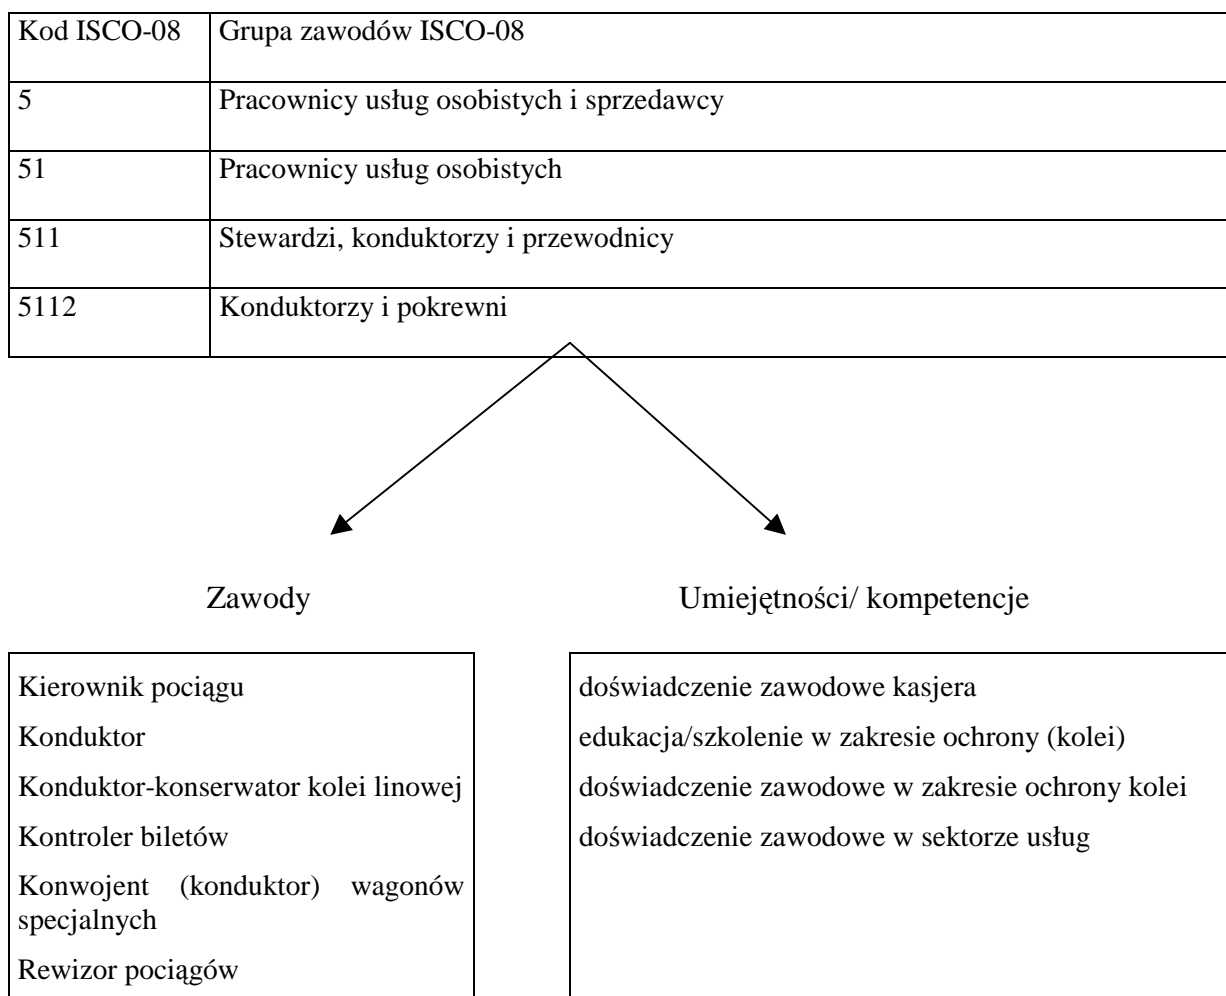 Kod ISCO-08 Grupa zawodów ISCO-08
5 Pracownicy usług osobistych i sprzedawcy
51 Pracownicy usług osobistych
511 Stewardzi, konduktorzy i przewodnicy
5112 Konduktorzy i pokrewni
Zawody
Umiejętności/ kompetencje
Kierownik pociągu
Konduktor
Konduktor-konserwator kolei linowej
Kontroler biletów
Konwojent (konduktor) wagonów
specjalnych
Rewizor pociągów
doświadczenie zawodowe kasjera
edukacja/szkolenie w zakresie ochrony (kolei)
doświadczenie zawodowe w zakresie ochrony kolei
doświadczenie zawodowe w sektorze usług